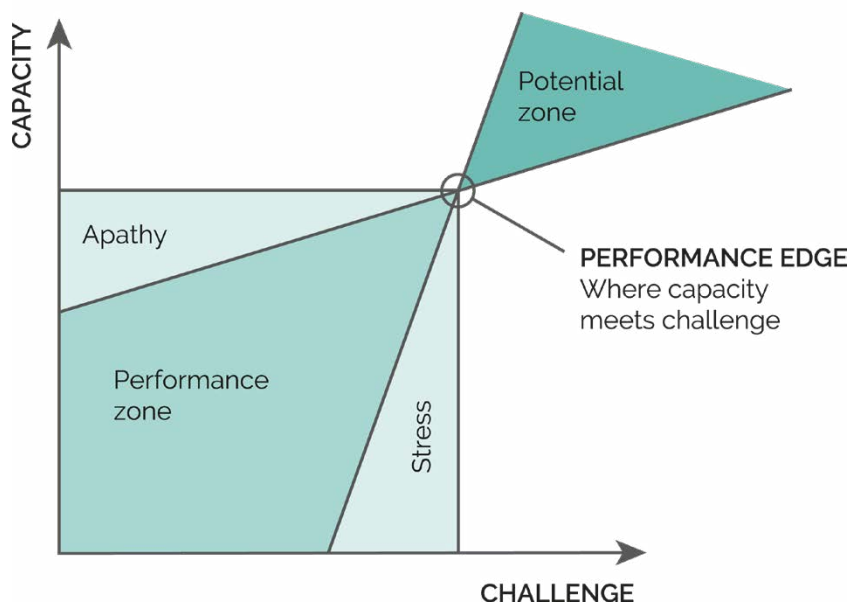 CAPACITY
Potential
zone
Apathy
PERFORMANCE EDGE
Where capacity
meets challenge
Performance
zone
Stress
CHALLENGE